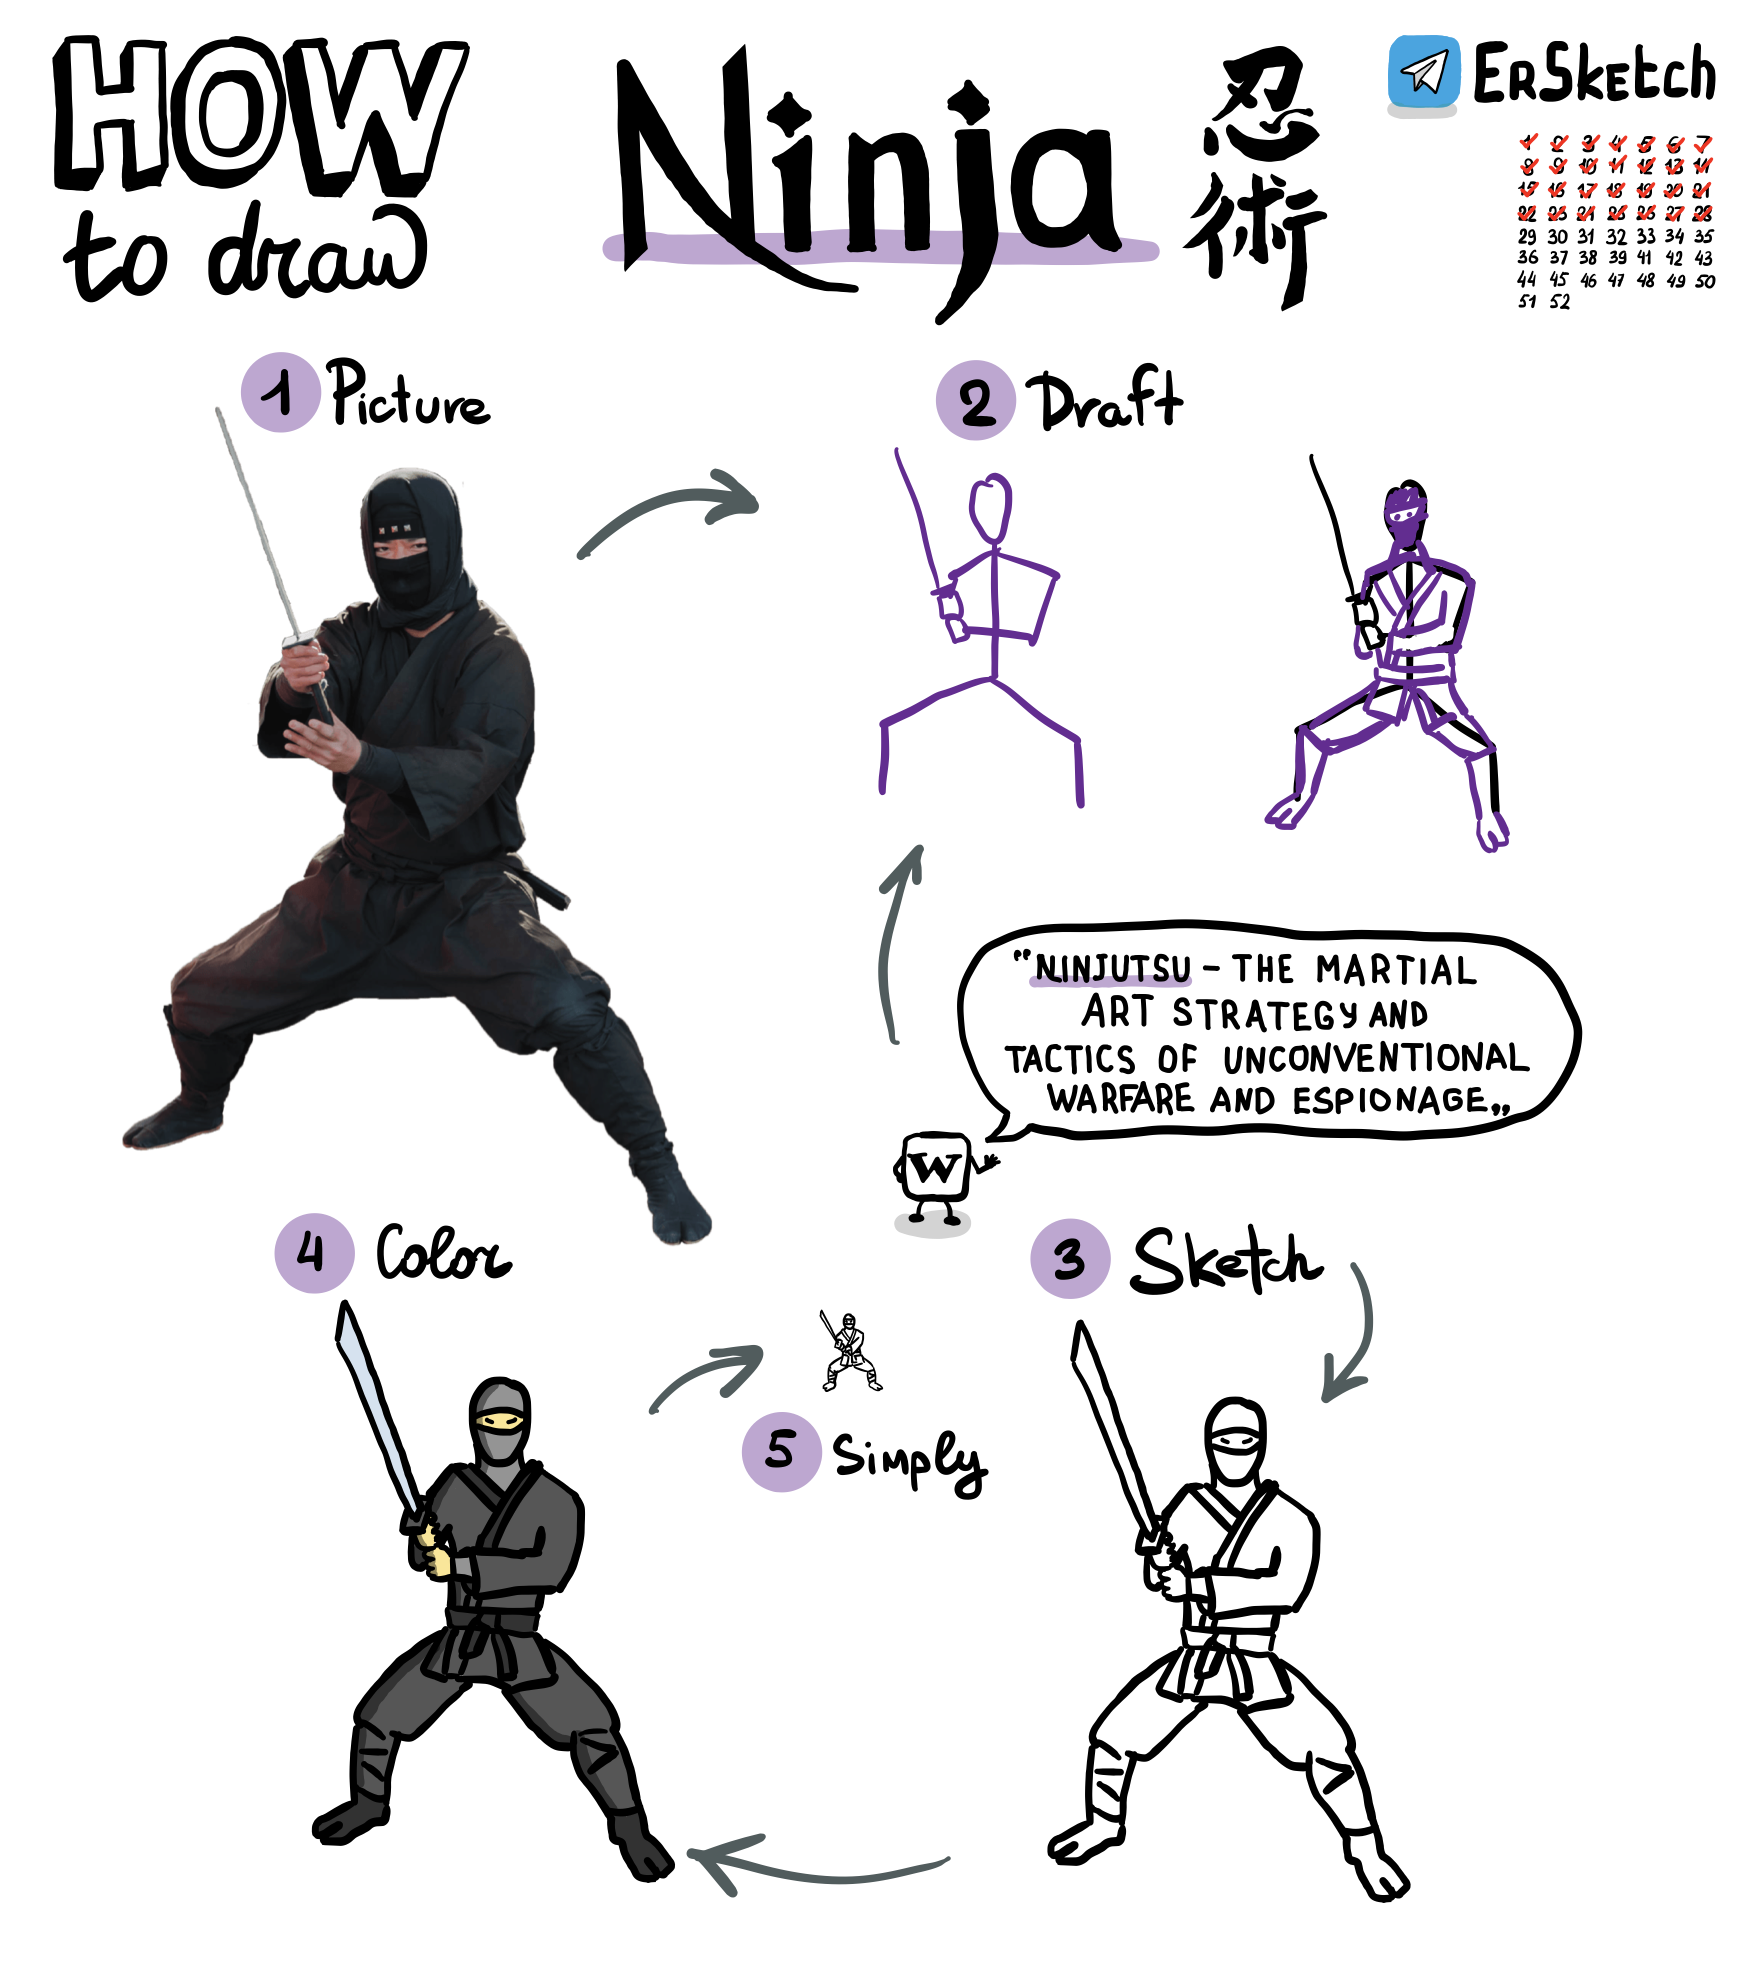 HOW
to draw
Ninja
忍術
ErSketch
1 2 3 4 5 6 7
8 9 10 11 12 13 14
15 16 17 18 19 20 21
22 23 24 25 26 27 28
29 30 31 32 33 34 35
36 37 38 39 41 42 43
44 45 46 47 48 49 50
51 52
1 Picture
2 Draft
"NINJUTSU - THE MARTIAL
ART STRATEGY AND
TACTICS OF UNCONVENTIONAL
WARFARE AND ESPIONAGE„
W
4 Color
3 Sketch
5 Simply